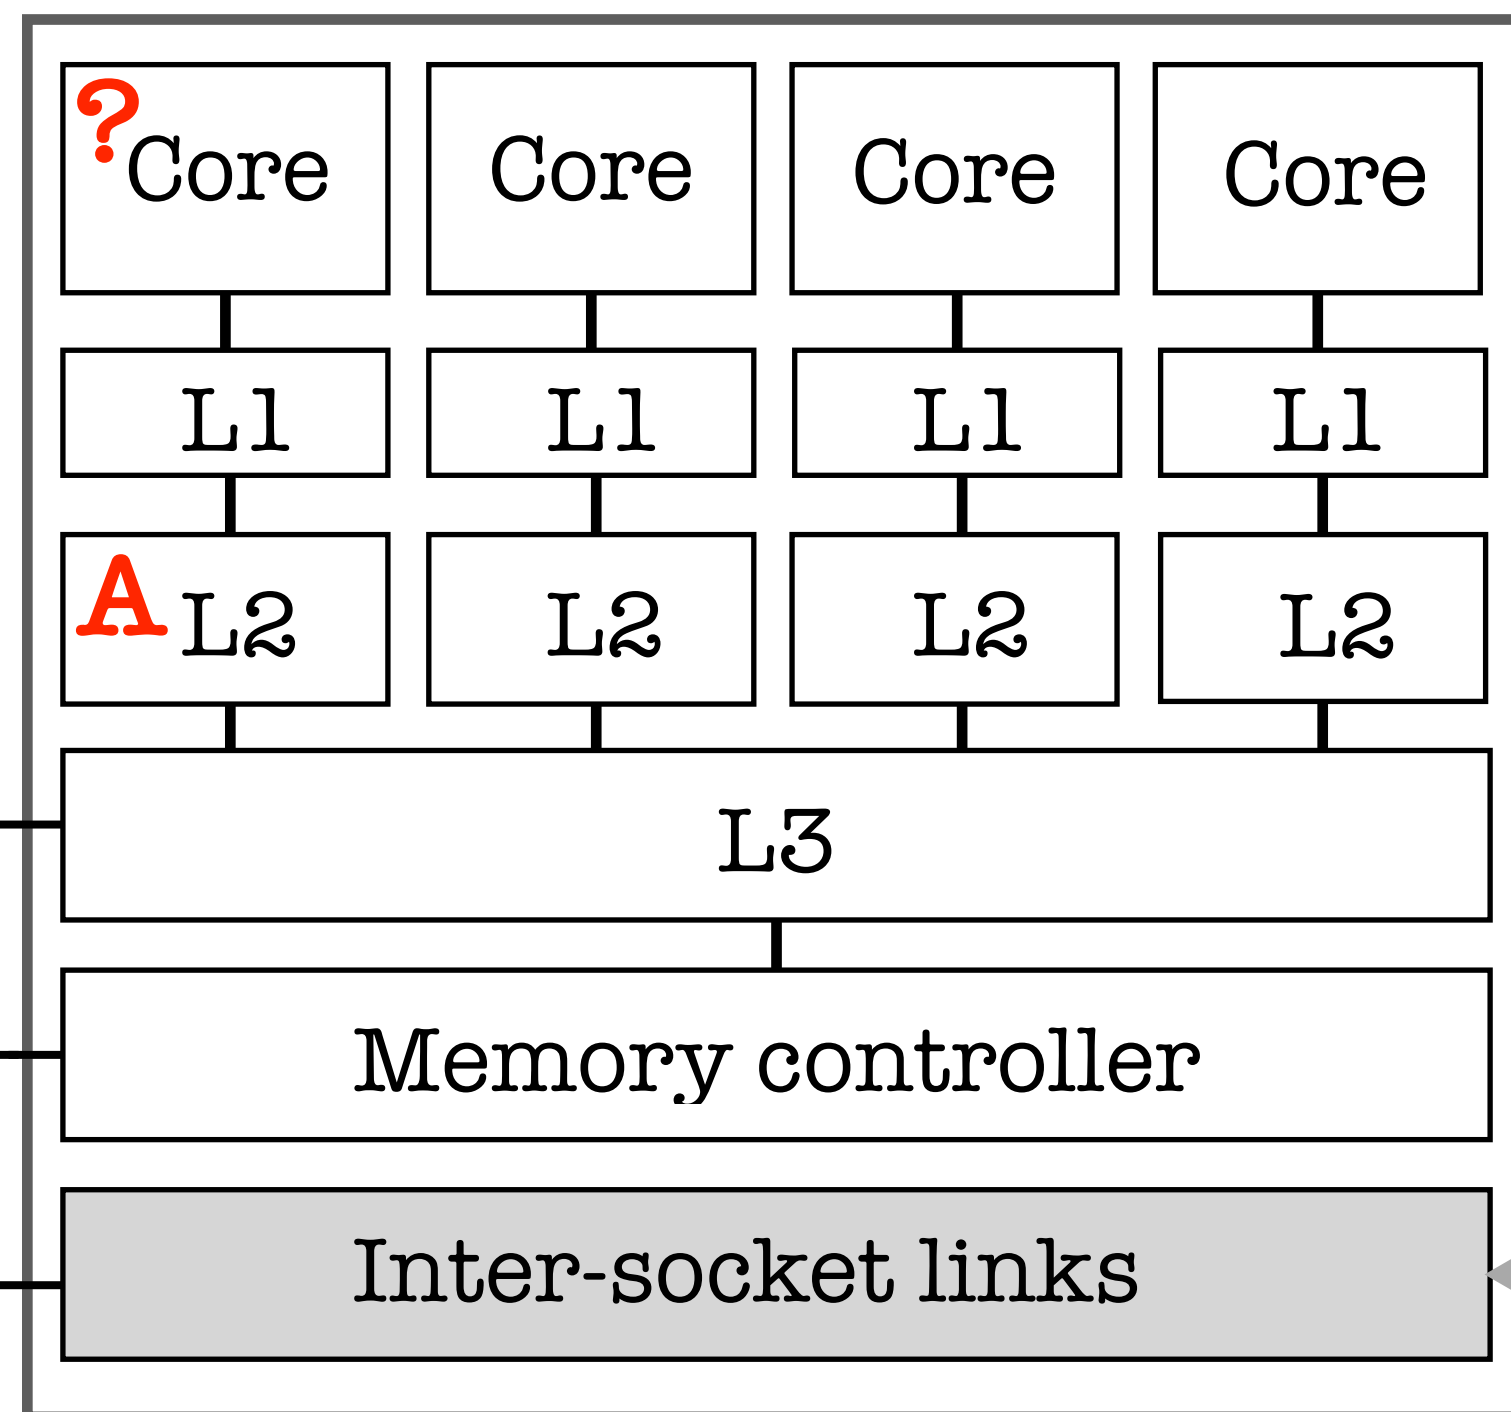 ? Core Core Core Core
L1 L1 L1 L1
A L2 L2 L2 L2
L3
Memory controller
Inter-socket links